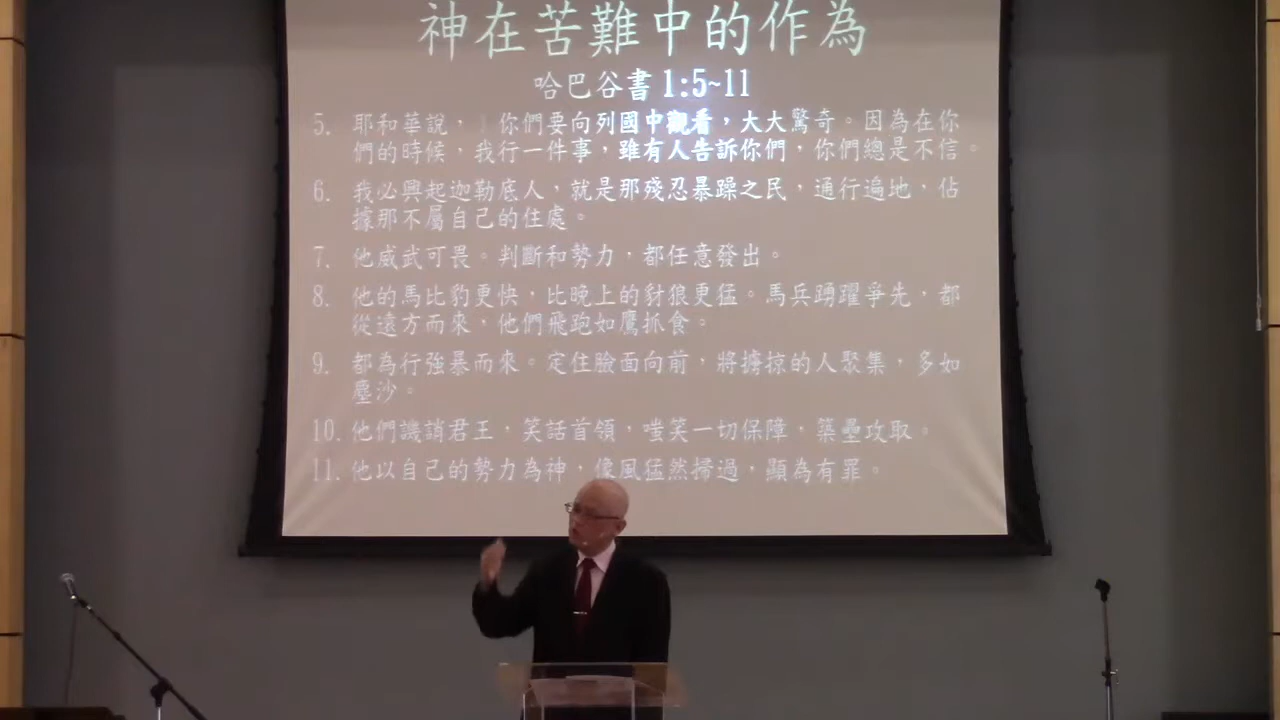 神在苦難中的作為
哈巴谷書 1:5~11
5. 耶和華說，你們要向列國中觀看，大大驚奇。因為在你
們的時候，我行一件事，雖有人告訴你們，你們總是不信。
6. 我必興起迦勒底人，就是那殘忍暴躁之民，通行遍地，佔
據那不屬自己的住處。
7. 他威武可畏。判斷和勢力，都任意發出。
8. 他的馬比豹更快，比晚上的豺狼更猛。馬兵踴躍爭先，都
從遠方而來，他們飛跑如鷹抓食。
9. 都為行強暴而來。定住臉面向前，將擄掠的人聚集，多如
塵沙。
10. 他們譏誚君王，笑話首領，嗤笑一切保障，築壘攻取。
11. 他以自己的勢力為神，像風猛然掃過，顯為有罪。